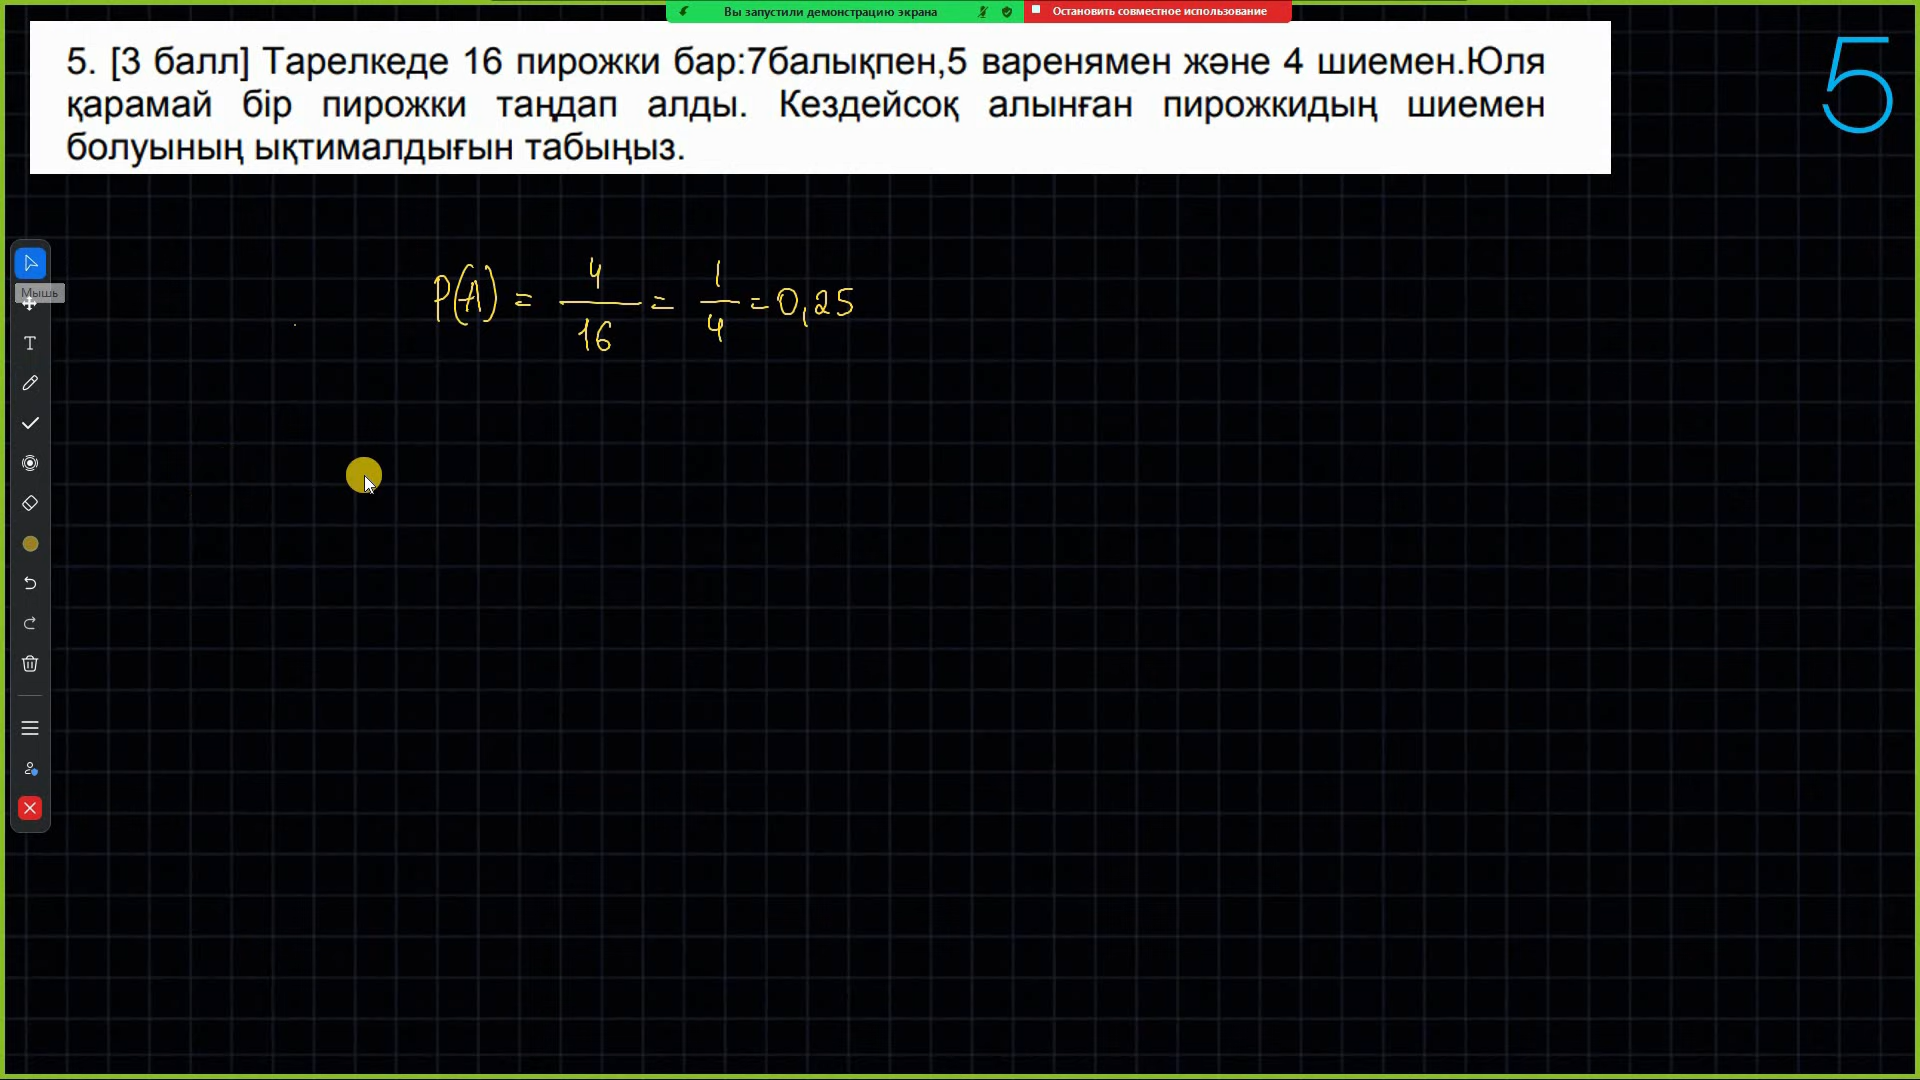 Вы запустили демонстрацию экрана
Остановить совместное использование
5. [3 балл] Тарелкеде 16 пирожки бар:7балықпен,5 варенямен және 4 шиемен.Юля
қарамай бір пирожки таңдап алды. Кездейсоқ алынған пирожкидың шиемен
болуының ықтималдығын табыңыз.
5
Мышь
P(A) = 4/16 = 1/4 = 0,25